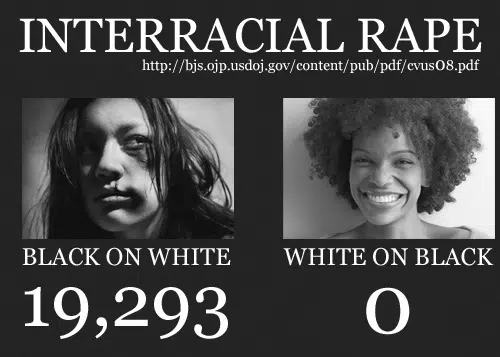 INTERRACIAL RAPE
http://bjs.ojp.usdoj.gov/content/pub/pdf/cvus08.pdf
BLACK ON WHITE
WHITE ON BLACK
19,293
0